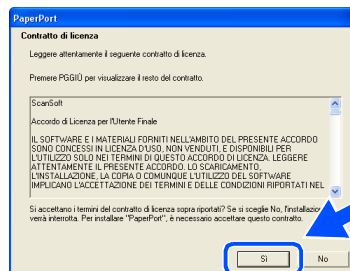 PaperPort
Contratto di licenza
Leggere attentamente il seguente contratto di licenza.
Premere PGGIÙ per visualizzare il resto del contratto.
ScanSoft
Accordo di Licenza per l'Utente Finale
IL SOFTWARE E I MATERIALI FORNITI NELL'AMBITO DEL PRESENTE ACCORDO
SONO CONCESSI IN LICENZA D'USO, NON VENDUTI, E DISPONIBILI PER
L'UTILIZZO SOLO NEI TERMINI DI QUESTO ACCORDO DI LICENZA. LEGGERE
ATTENTAMENTE IL PRESENTE ACCORDO. LO SCARICAMENTO,
L'INSTALLAZIONE, LA COPIA O COMUNQUE L'UTILIZZO DEL SOFTWARE
IMPLICANO L'ACCETTAZIONE DEI TERMINI E DELLE CONDIZIONI RIPORTATI NEL
Si accettano i termini del contratto di licenza sopra riportati? Se si sceglie No, l'installazione
verrà interrotta. Per installare "PaperPort", è necessario accettare questo contratto.
Sì
No